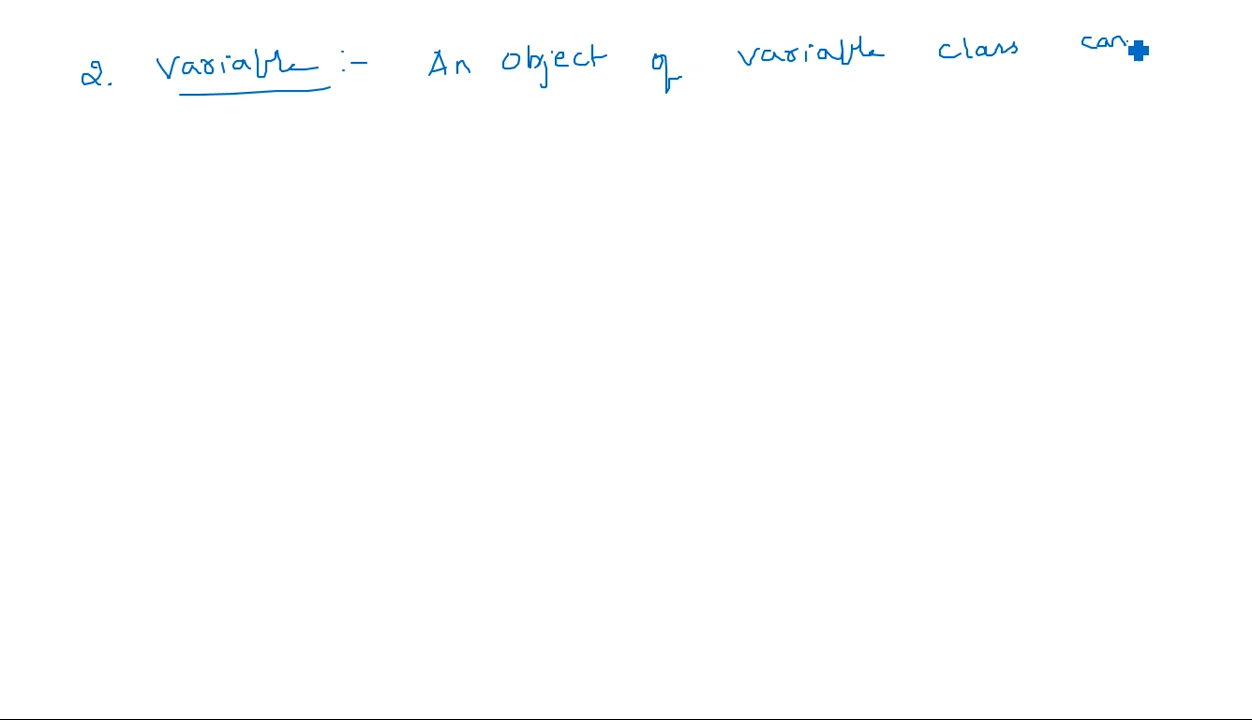 2. Variable :- An object of variable class can